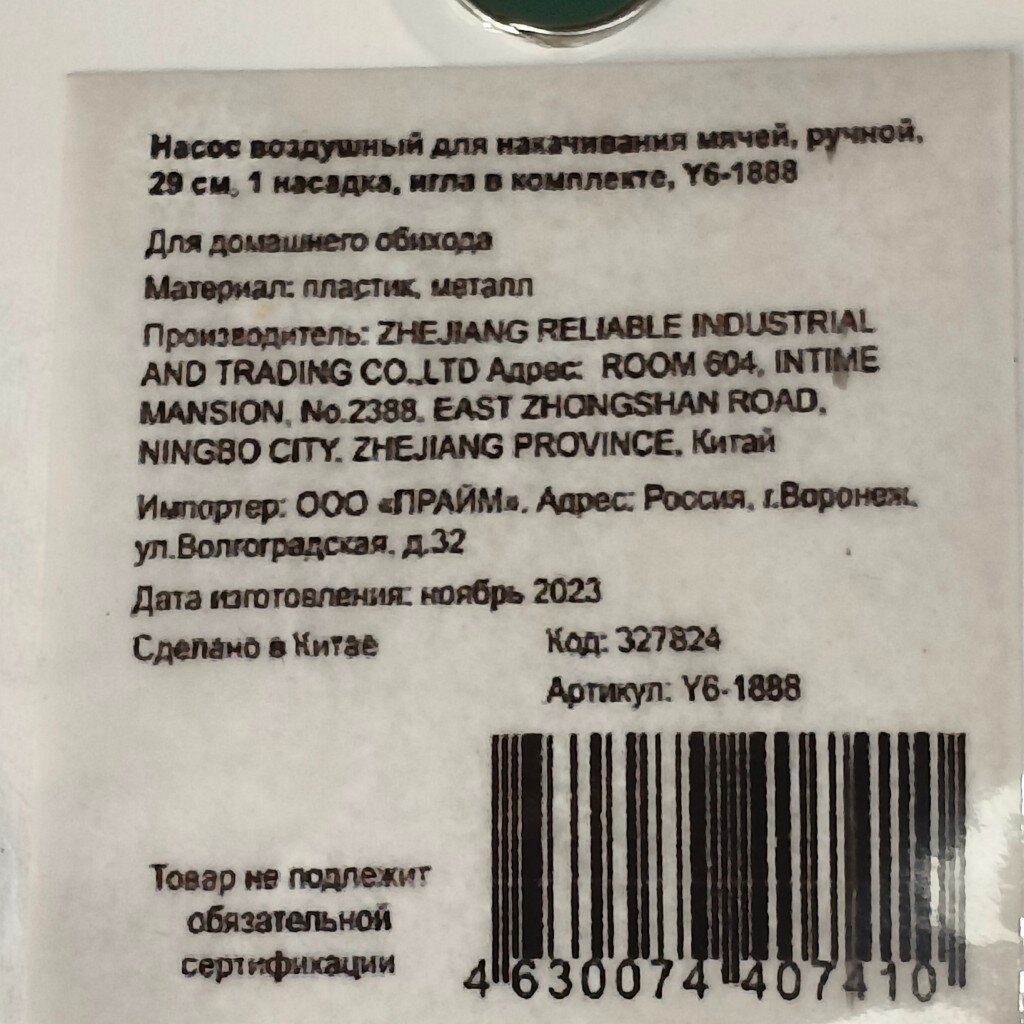 Насос воздушный для накачивания мячей, ручной,
29 см, 1 насадка, игла в комплекте, Y6-1888
Для домашнего обихода
Материал: пластик, металл
Производитель: ZHEJIANG RELIABLE INDUSTRIAL
AND TRADING CO.,LTD Адрес: ROOM 604, INTIME
MANSION, No.2388, EAST ZHONGSHAN ROAD,
NINGBO CITY, ZHEJIANG PROVINCE, Китай
Импортер: ООО «ПРАЙМ». Адрес: Россия, г.Воронеж,
ул.Волгоградская, д.32
Дата изготовления: ноябрь 2023
Сделано в Китае
Код: 327824
Артикул: Y6-1888
Товар не подлежит
обязательной
сертификации
4 630074 407410